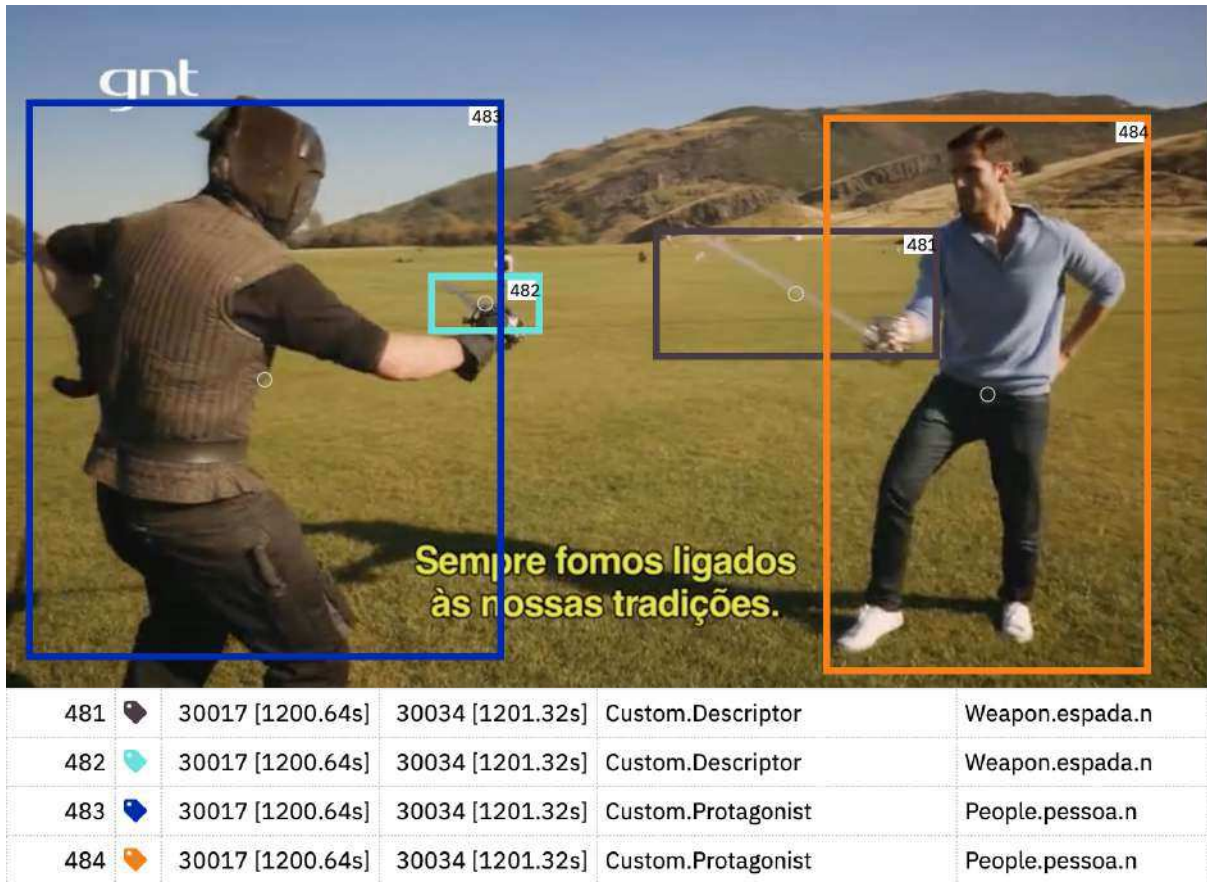 gnt
483
484
481
482
Sempre fomos ligados
às nossas tradições.
481 30017 [1200.64s] 30034 [1201.32s] Custom.Descriptor Weapon.espada.n
482 30017 [1200.64s] 30034 [1201.32s] Custom.Descriptor Weapon.espada.n
483 30017 [1200.64s] 30034 [1201.32s] Custom.Protagonist People.pessoa.n
484 30017 [1200.64s] 30034 [1201.32s] Custom.Protagonist People.pessoa.n